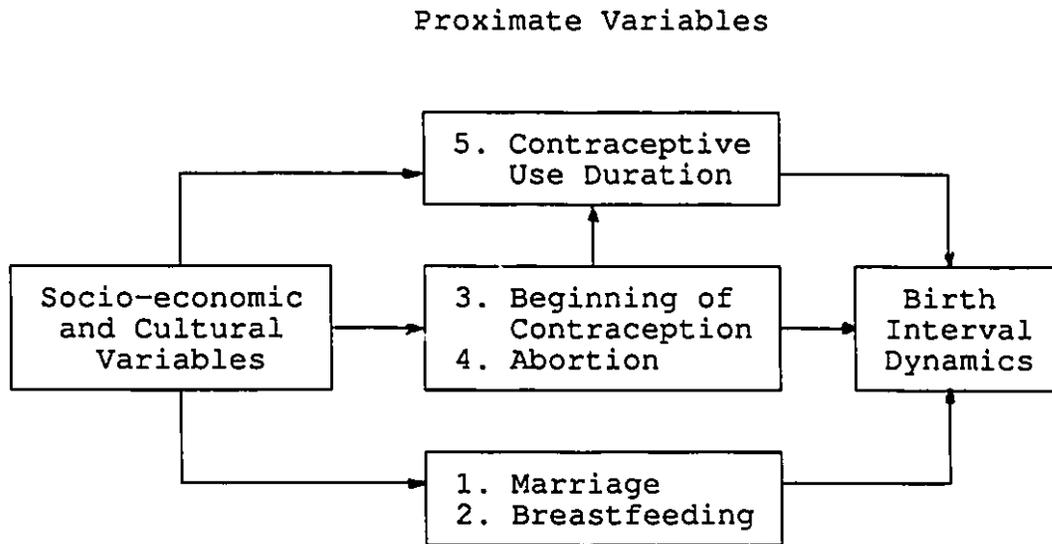 Proximate Variables
5. Contraceptive
Use Duration
Socio-economic
and Cultural
Variables
3. Beginning of
Contraception
4. Abortion
Birth
Interval
Dynamics
1. Marriage
2. Breastfeeding